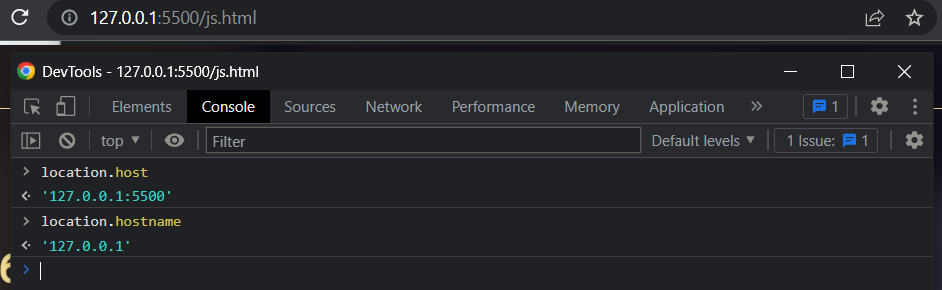 127.0.0.1:5500/js.html
DevTools - 127.0.0.1:5500/js.html
Elements Console Sources Network Performance Memory Application » 1
top ▼ Filter Default levels ▼ 1 Issue: 1
> location.host
'127.0.0.1:5500'
> location.hostname
'127.0.0.1'
>